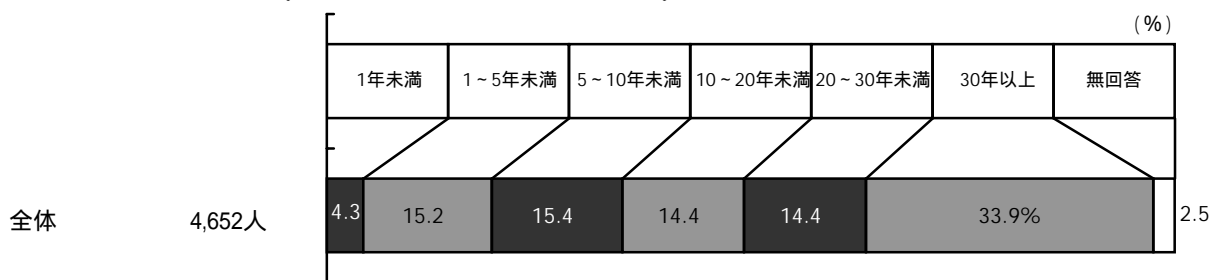 (%)
1年未満 1~5年未満 5~10年未満 10~20年未満 20~30年未満 30年以上 無回答
全体 4,652人 4.3 15.2 15.4 14.4 14.4 33.9% 2.5